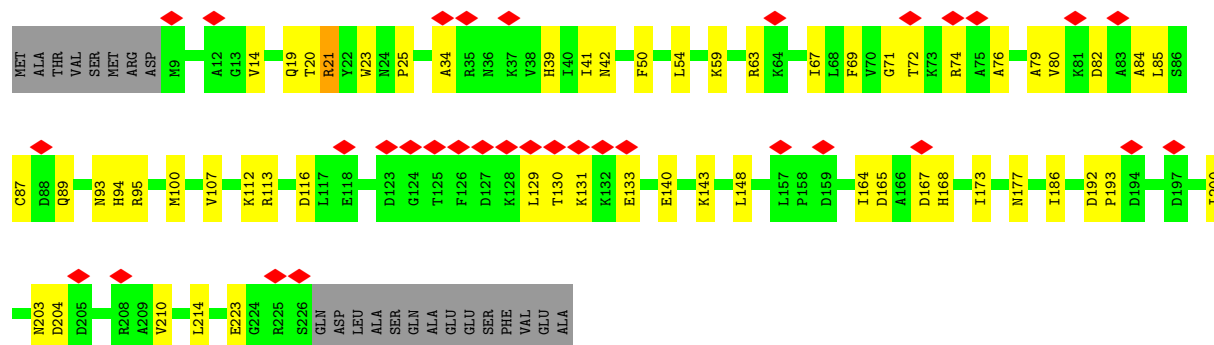 MET ALA THR VAL SER MET ARG ASP M9 A12 G13 V14 Q19 T20 R21 Y22 W23 N24 P25 A34 R35 N36 K37 V38 H39 I40 I41 N42 F50 L54 K59 R63 K64 I67 L68 F69 V70 G71 T72 K73 R74 A75 A76 A79 V80 K81 D82 A83 A84 L85 S86
C87 D88 Q89 N93 H94 R95 M100 V107 K112 R113 D116 L117 E118 D123 G124 T125 F126 D127 K128 L129 T130 K131 K132 E133 E140 K143 L148 L157 P158 D159 I164 D165 A166 D167 H168 I173 N177 I186 D192 P193 D194 D197
N203 D204 D205 R208 A209 V210 L214 E223 G224 R225 S226 GLN ASP LEU ALA SER GLN ALA GLU GLU SER PHE VAL GLU ALA